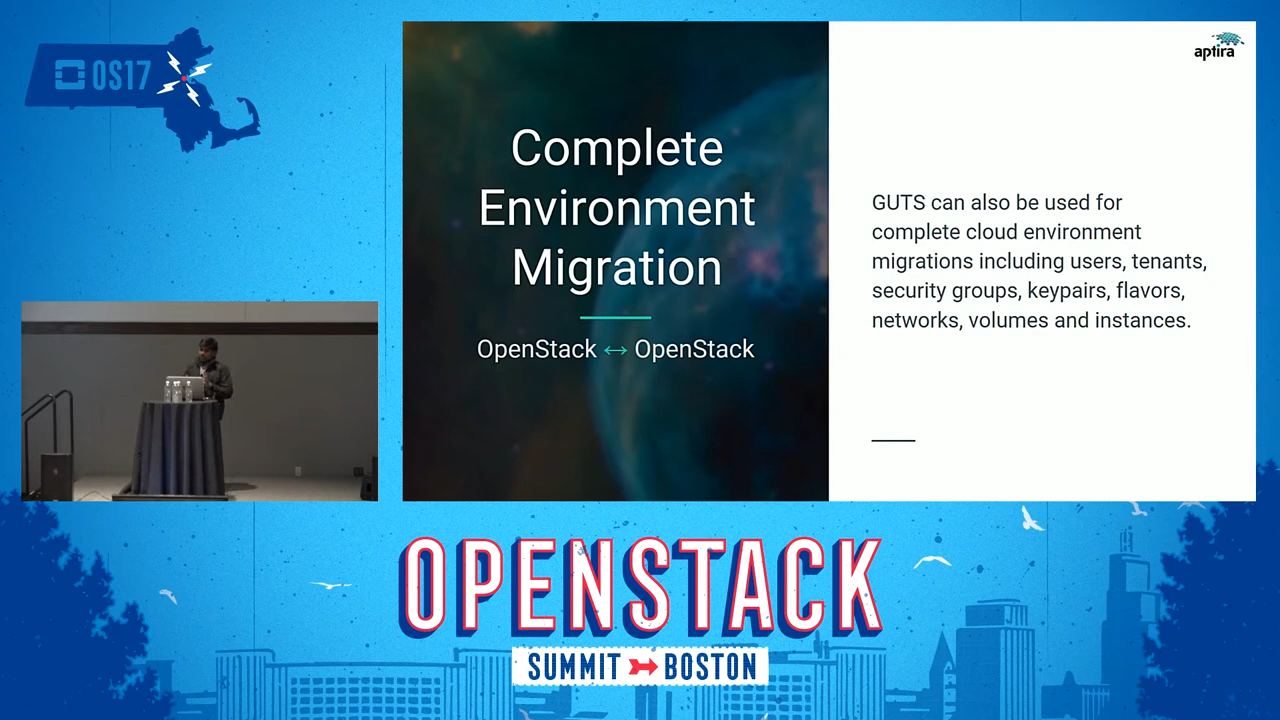 OS17
aptira
Complete
Environment
Migration
OpenStack ↔ OpenStack
GUTS can also be used for
complete cloud environment
migrations including users, tenants,
security groups, keypairs, flavors,
networks, volumes and instances.
OPENSTACK
SUMMIT BOSTON